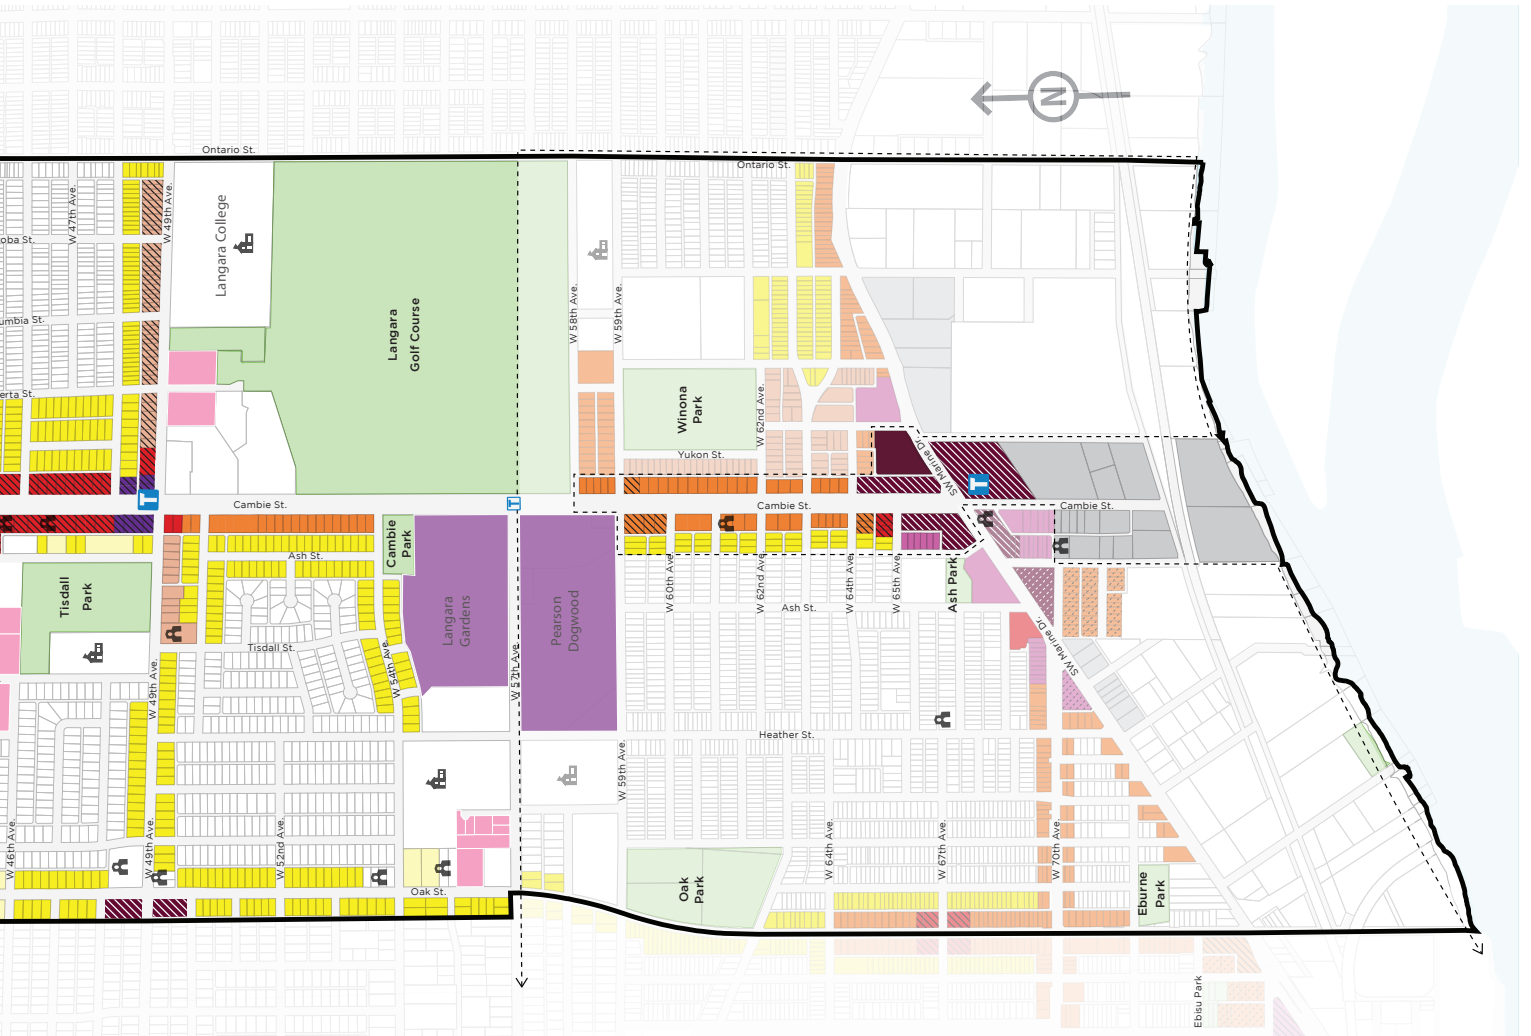 Ontario St.
Ontario St.
N
W 47th Ave.
W 49th Ave.
Langara College
oba St.
umbia St.
erta St.
Langara
Golf Course
W 58th Ave.
W 59th Ave.
Winona
Park
W 62nd Ave.
Yukon St.
SW Marine Dr.
T
T
T
Cambie St.
Cambie St.
Cambie St.
Cambie
Park
Ash St.
Tisdall
Park
Langara
Gardens
Pearson
Dogwood
W 60th Ave.
W 62nd Ave.
W 64th Ave.
W 65th Ave.
Ash Park
Ash St.
SW Marine Dr.
Tisdall St.
W 49th Ave.
W 54th Ave.
W 57th Ave.
Heather St.
W 59th Ave.
W 46th Ave.
W 49th Ave.
W 52nd Ave.
W 64th Ave.
W 67th Ave.
W 70th Ave.
Oak St.
Oak
Park
Eburne
Park
Ebisu Park